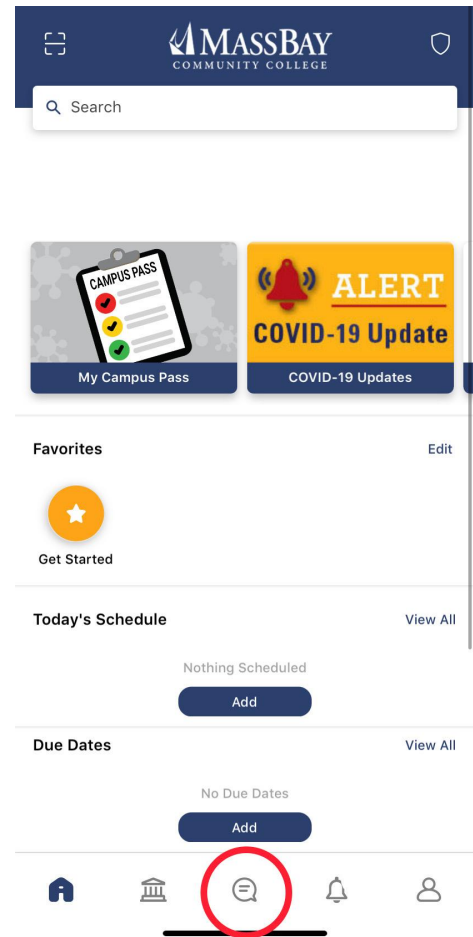 MASSBAY
COMMUNITY COLLEGE
Search
CAMPUS PASS
ALERT
COVID-19 Update
My Campus Pass
COVID-19 Updates
Favorites
Edit
Get Started
Today's Schedule
View All
Nothing Scheduled
Add
Due Dates
View All
No Due Dates
Add